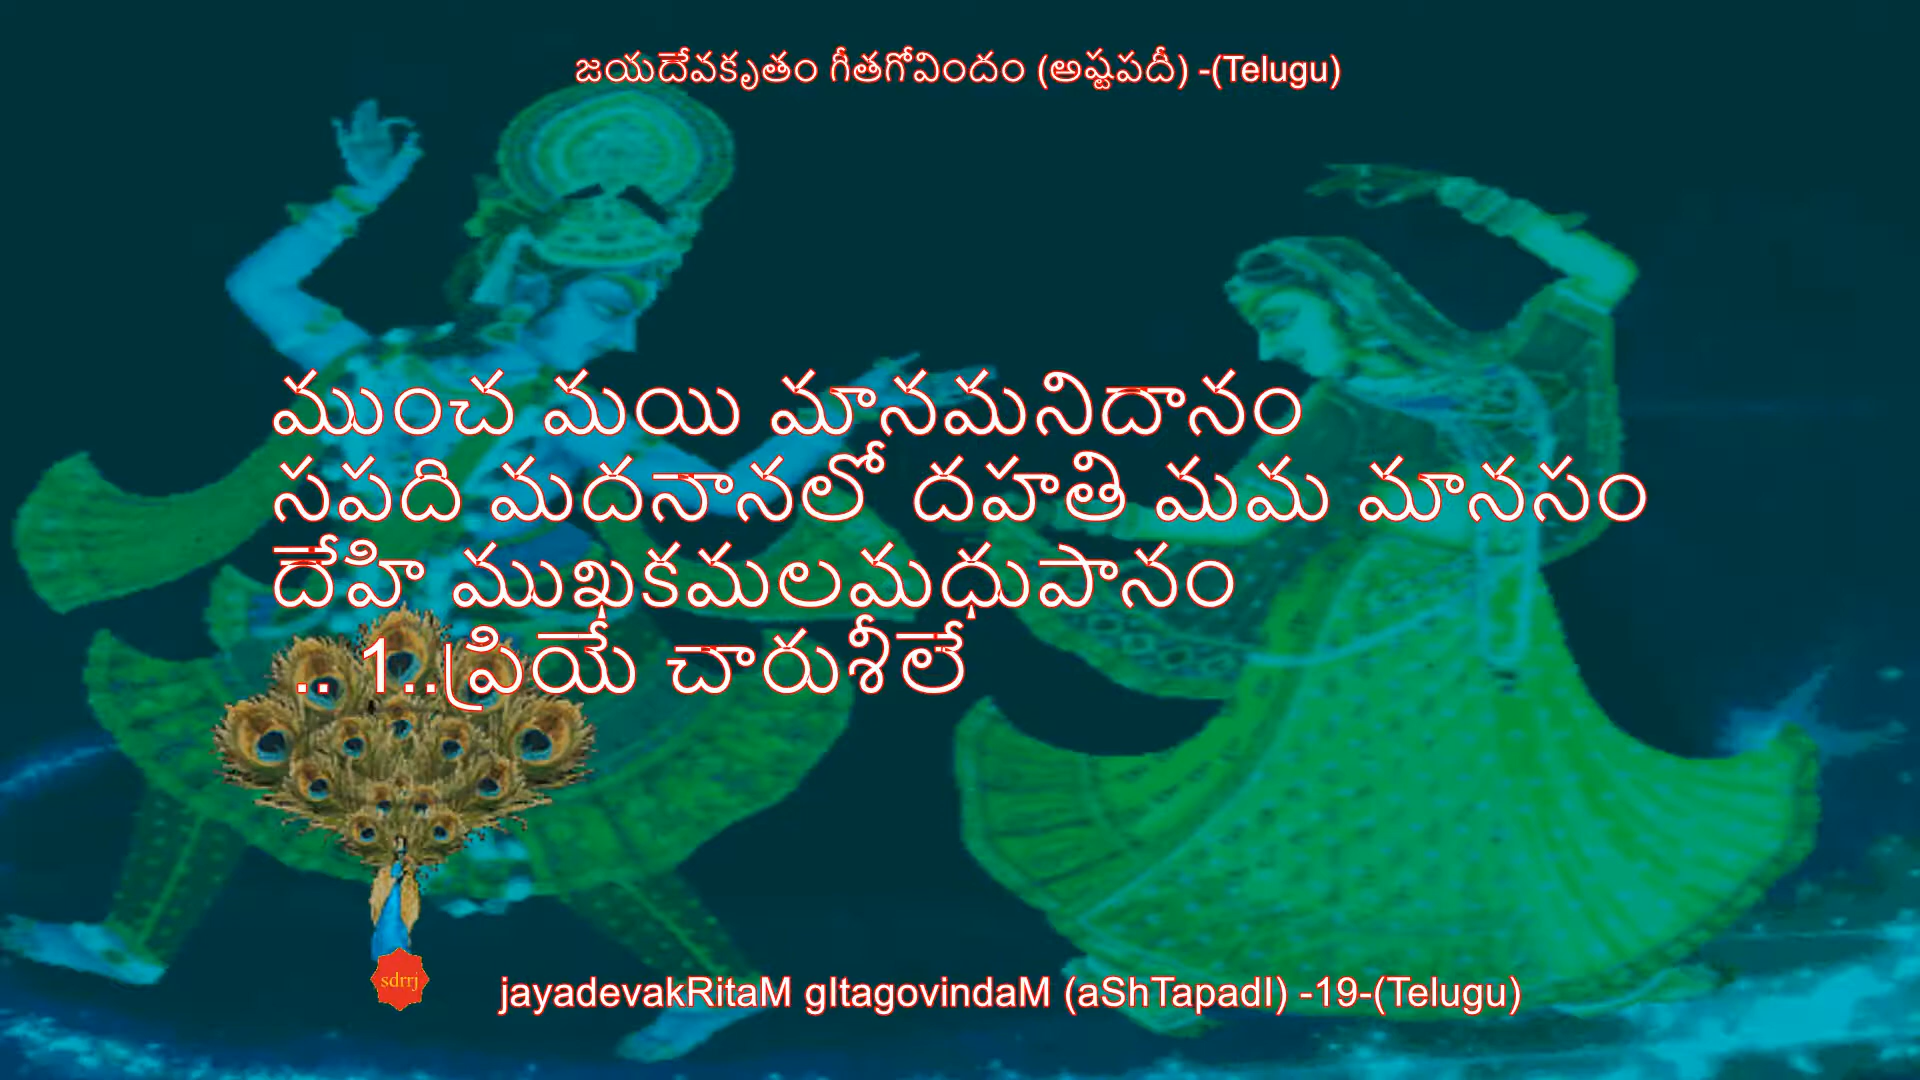 జయదేవకృతం గీతగోవిందం (అష్టపదీ) -(Telugu)
ముంచ మయి మానమనిదానం
సపది మదనానలో దహతి మమ మానసం
దేహి ముఖకమలమధుపానం
.. 1..ప్రియే చారుశీలే
sdrrj
jayadevakRitaM gItagovindaM (aShTapadI) -19-(Telugu)